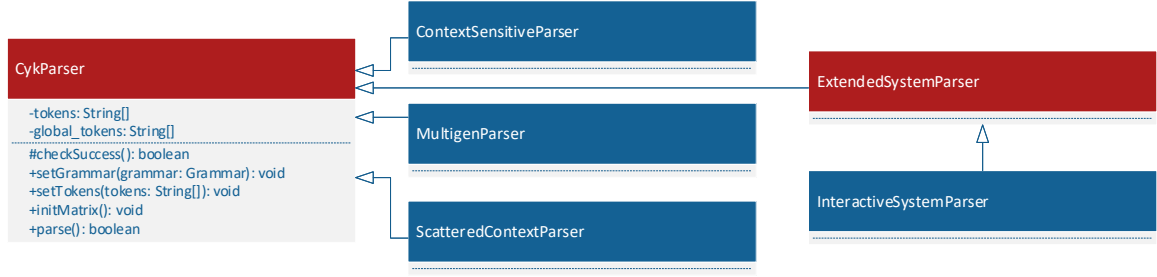 CykParser
-tokens: String[]
-global_tokens: String[]
#checkSuccess(): boolean
+setGrammar(grammar: Grammar): void
+setTokens(tokens: String[]): void
+initMatrix(): void
+parse(): boolean
ContextSensitiveParser
MultigenParser
ScatteredContextParser
ExtendedSystemParser
InteractiveSystemParser